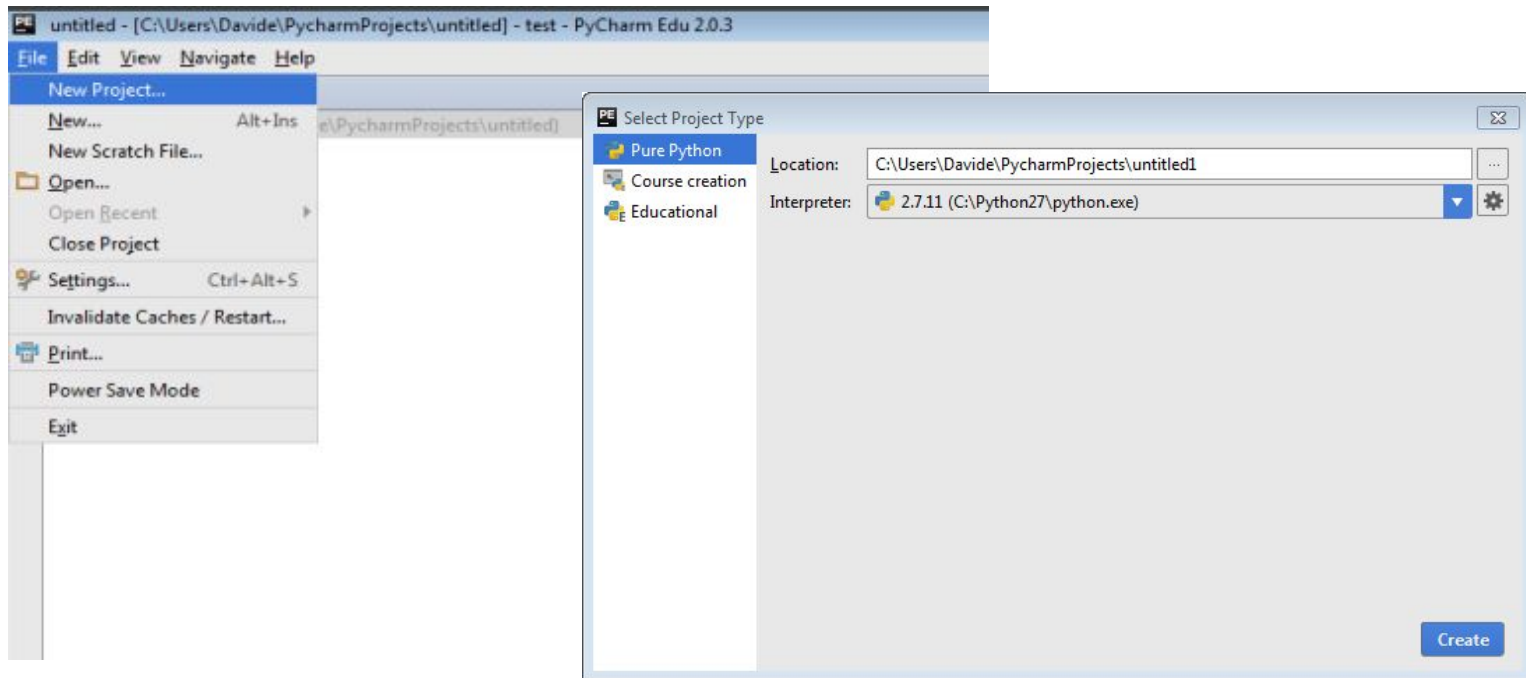 untitled - [C:\Users\Davide\PycharmProjects\untitled] - test - PyCharm Edu 2.0.3
File Edit View Navigate Help
New Project...
New... Alt+Ins
e\PycharmProjects\untitled)
New Scratch File...
Open...
Open Recent
Close Project
Settings... Ctrl+Alt+S
Invalidate Caches / Restart...
Print...
Power Save Mode
Exit
PE Select Project Type
Pure Python
Course creation
Educational
Location: C:\Users\Davide\PycharmProjects\untitled1 ...
Interpreter: 2.7.11 (C:\Python27\python.exe)
Create